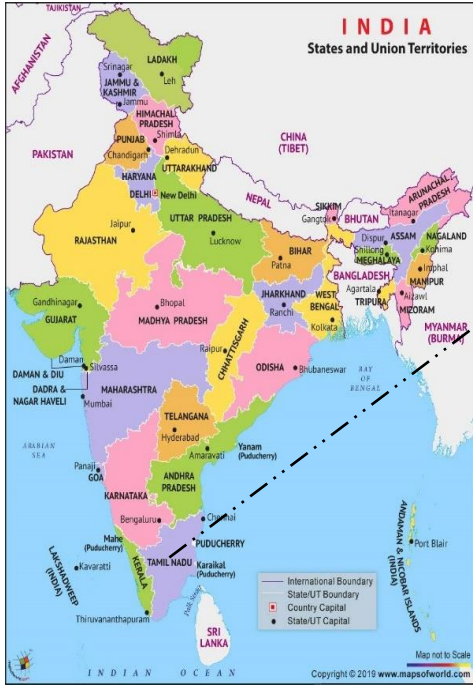 TAJIKISTAN
INDIA
States and Union Territories
AFGHANISTAN
LADAKH
Srinagar
Leh
JAMMU &
KASHMIR
Jammu
HIMACHAL
PRADESH
Shimla
PUNJAB
Chandigarh
Dehradun
UTTARAKHAND
CHINA
(TIBET)
PAKISTAN
HARYANA
DELHI
New Delhi
NEPAL
SIKKIM
Gangtok
BHUTAN
ARUNACHAL
PRADESH
Itanagar
RAJASTHAN
Jaipur
UTTAR PRADESH
Lucknow
Dispur
ASSAM
NAGALAND
Shillong
Kohima
MEGHALAYA
BIHAR
Patna
BANGLADESH
Imphal
MANIPUR
Agartala
TRIPURA
Aizawl
MIZORAM
Gandhinagar
GUJARAT
Bhopal
MADHYA PRADESH
JHARKHAND
Ranchi
WEST
BENGAL
Kolkata
MYANMAR
(BURMA
CHHATTISGARH
Raipur
ODISHA
Bhubaneswar
Daman
Silvassa
DAMAN & DIU
DADRA &
NAGAR HAVELI
MAHARASHTRA
Mumbai
BAY
OF
BENGAL
TELANGANA
Hyderabad
ARABIAN
SEA
Yanam
(Puducherry)
Amaravati
Panaji
GOA
ANDHRA
PRADESH
KARNATAKA
Bengaluru
Chennai
Mahe
(Puducherry)
PUDUCHERRY
TAMIL NADU
Karaikal
(Puducherry)
KERALA
LAKSHADWEEP
(INDIA)
Kavaratti
Thiruvananthapuram
Palk Strait
SRI
LANKA
ANDAMAN & NICOBAR ISLANDS
(INDIA)
Port Blair
International Boundary
State/UT Boundary
Country Capital
State/UT Capital
INDIAN OCEAN
Map not to Scale
Copyright © 2019 www.mapsofworld.com